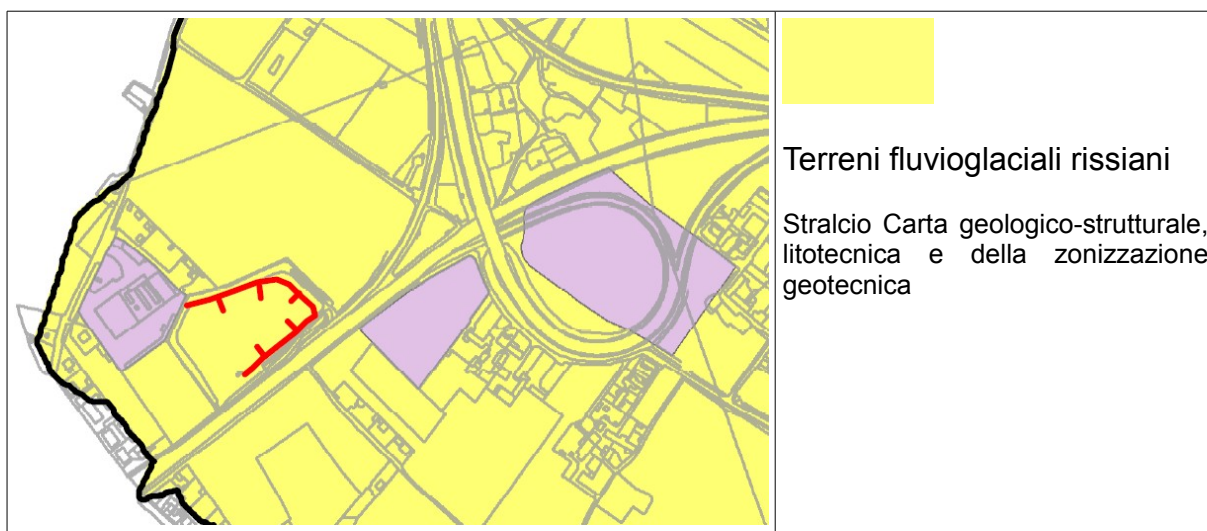 Terreni fluvioglaciali rissiani
Stralcio Carta geologico-strutturale,
litotecnica e della zonizzazione
geotecnica